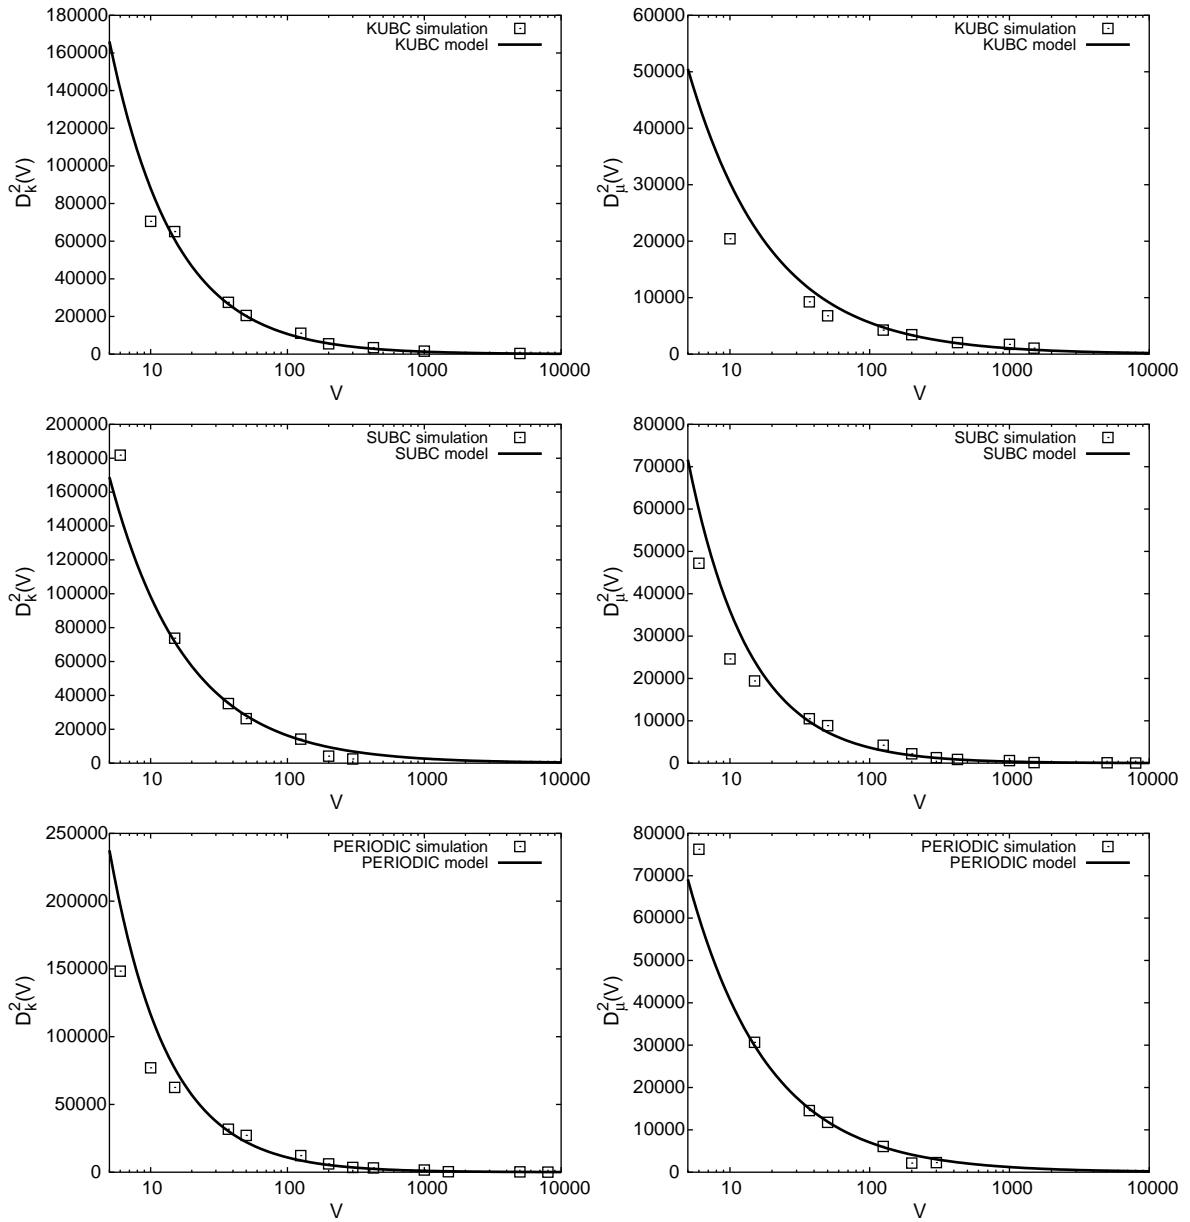 180000
160000
140000
120000
100000
80000
60000
40000
20000
0
D²k(V)
10 100 1000 10000
V
KUBC simulation
KUBC model
60000
50000
40000
30000
20000
10000
0
D²μ(V)
10 100 1000 10000
V
KUBC simulation
KUBC model
200000
180000
160000
140000
120000
100000
80000
60000
40000
20000
0
D²k(V)
10 100 1000 10000
V
SUBC simulation
SUBC model
80000
70000
60000
50000
40000
30000
20000
10000
0
D²μ(V)
10 100 1000 10000
V
SUBC simulation
SUBC model
250000
200000
150000
100000
50000
0
D²k(V)
10 100 1000 10000
V
PERIODIC simulation
PERIODIC model
80000
70000
60000
50000
40000
30000
20000
10000
0
D²μ(V)
10 100 1000 10000
V
PERIODIC simulation
PERIODIC model